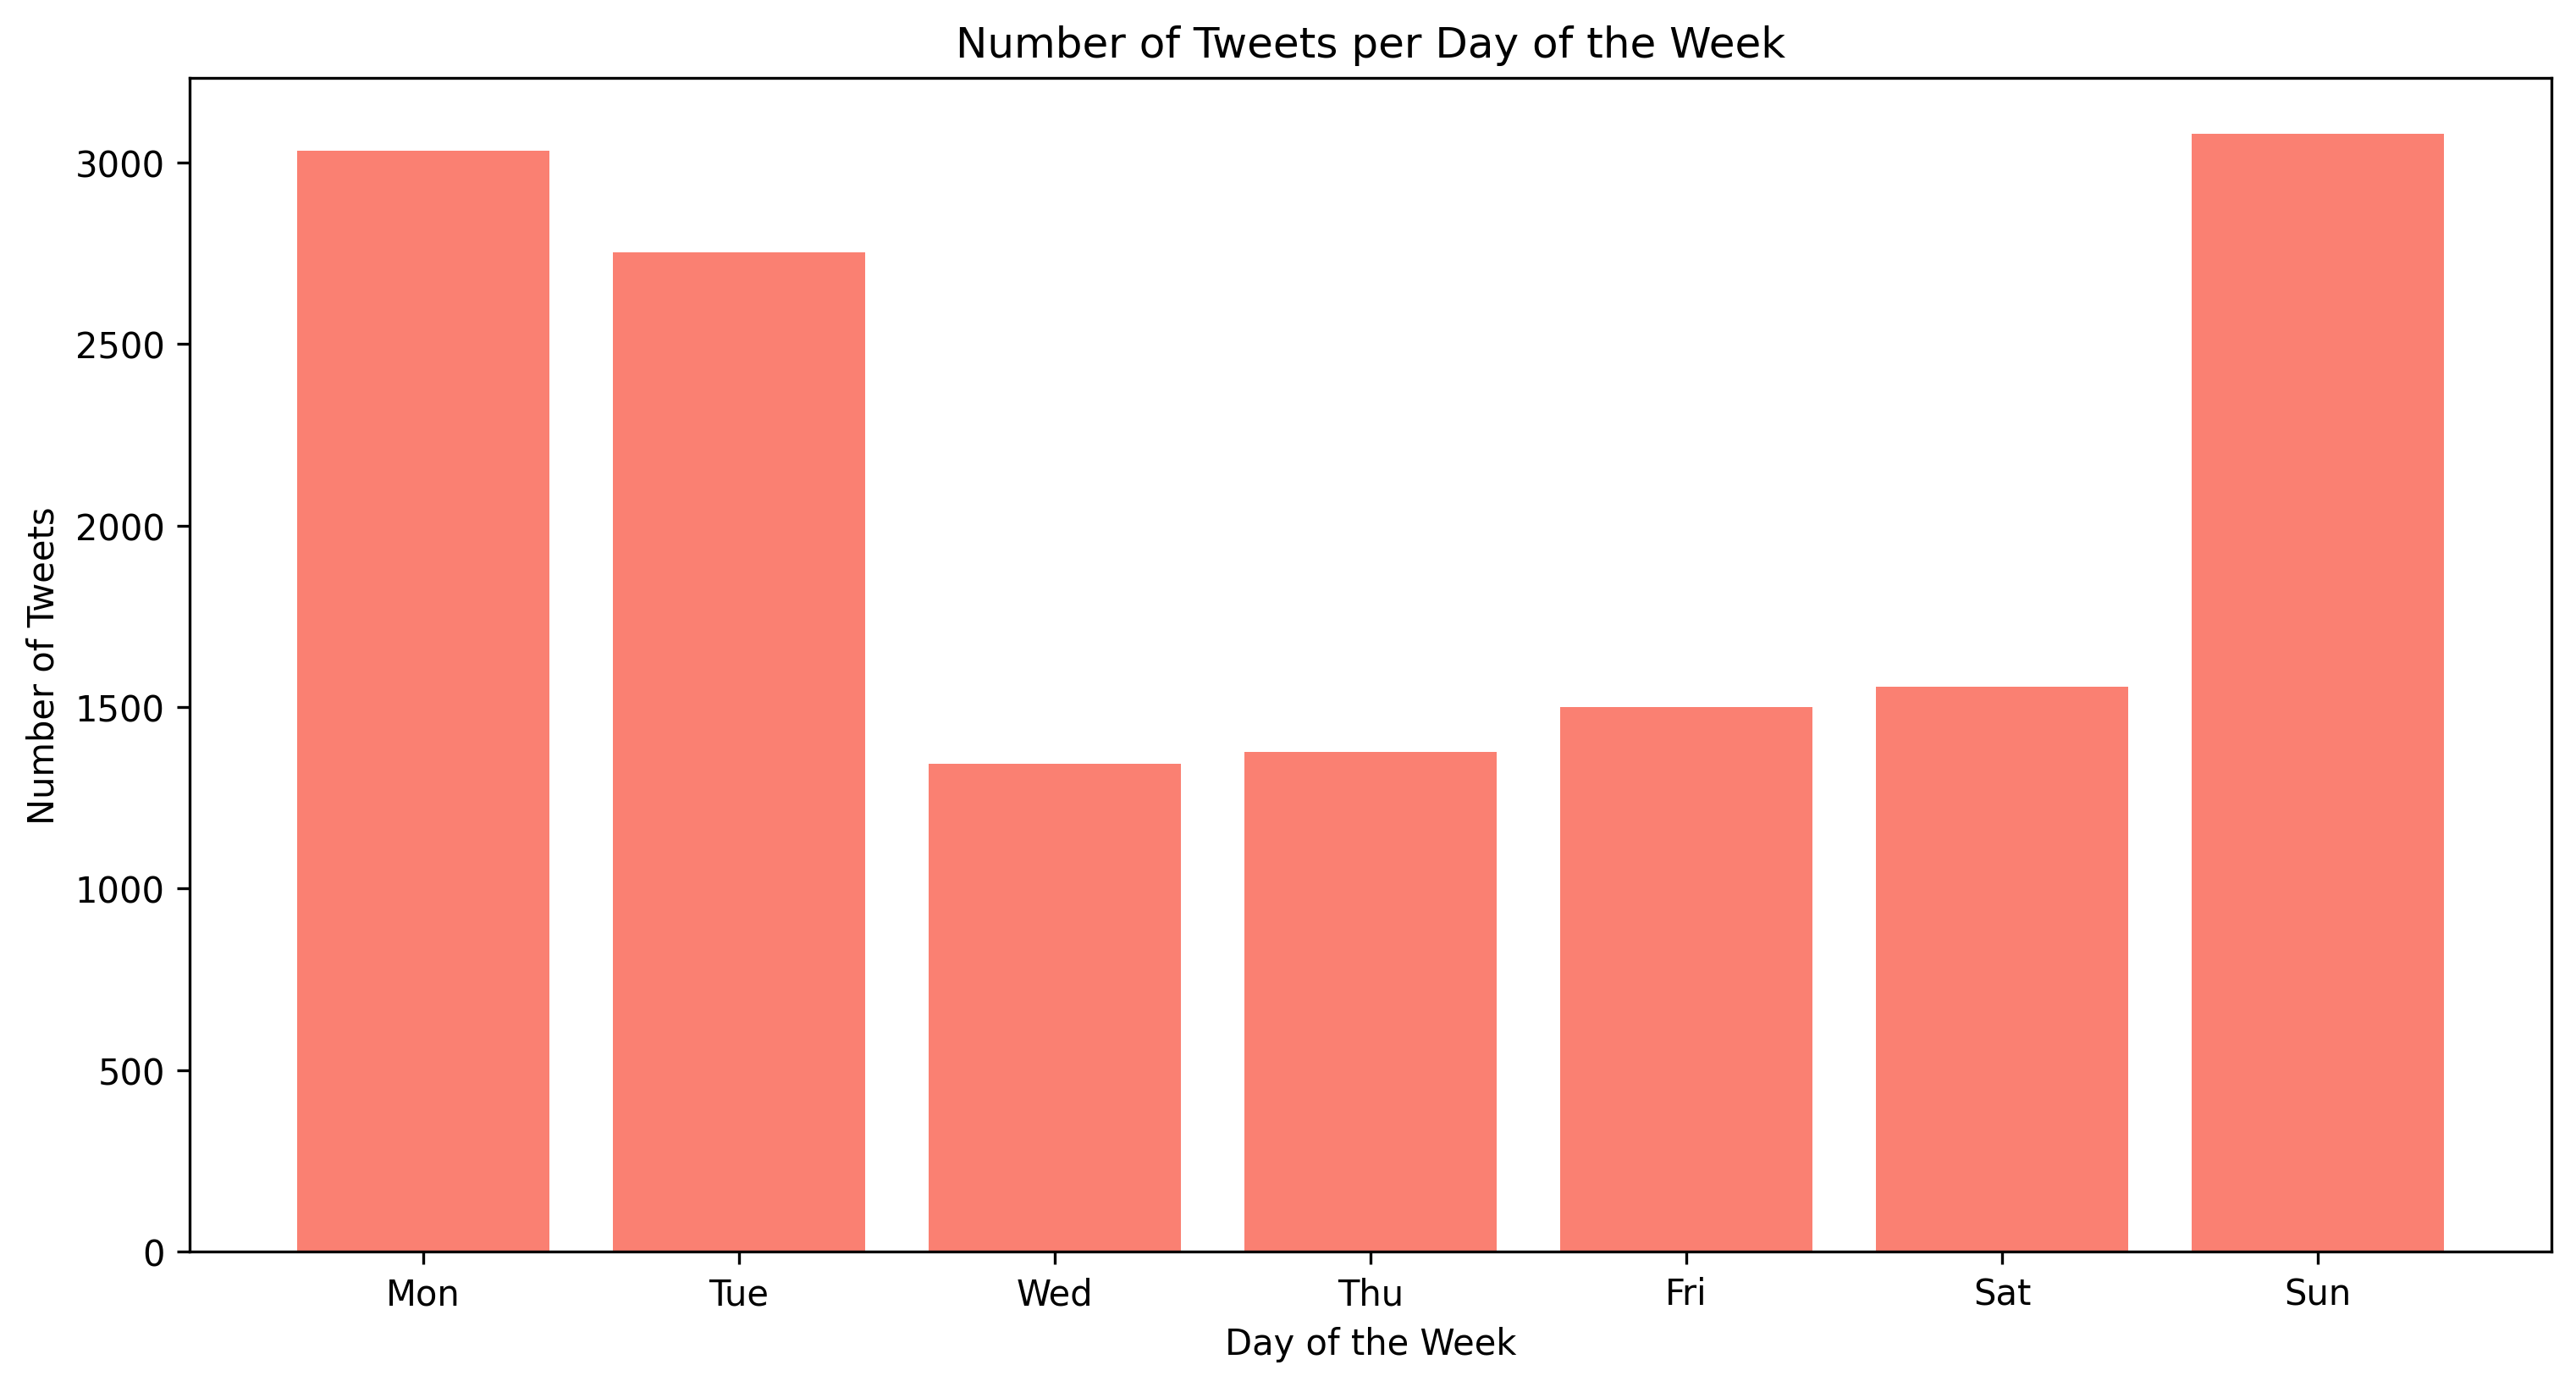 Number of Tweets per Day of the Week
Number of Tweets
3000
2500
2000
1500
1000
500
0
Mon Tue Wed Thu Fri Sat Sun
Day of the Week